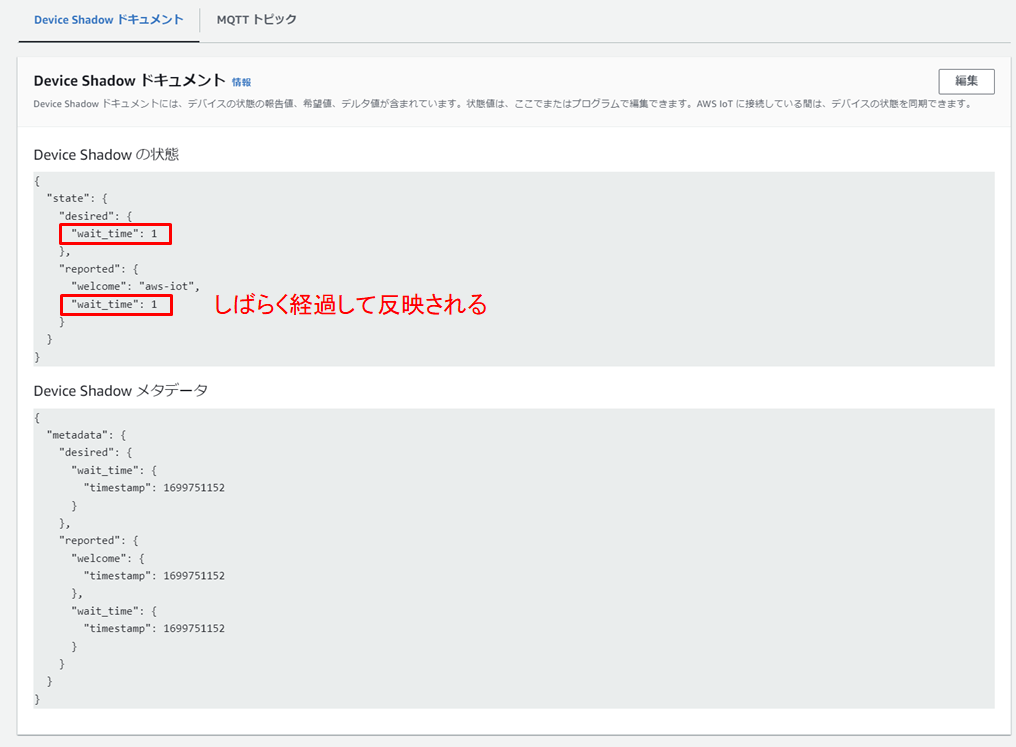 Device Shadow ドキュメント
MQTT トピック
Device Shadow ドキュメント 情報
編集
Device Shadow ドキュメントには、デバイスの状態の報告値、希望値、デルタ値が含まれています。状態値は、ここでまたはプログラムで編集できます。AWS IoT に接続している間は、デバイスの状態を同期できます。
Device Shadow の状態
{
"state": {
"desired": {
"wait_time": 1
},
"reported": {
"welcome": "aws-iot",
"wait_time": 1
しばらく経過して反映される
}
}
}
Device Shadow メタデータ
{
"metadata": {
"desired": {
"wait_time": {
"timestamp": 1699751152
}
},
"reported": {
"welcome": {
"timestamp": 1699751152
},
"wait_time": {
"timestamp": 1699751152
}
}
}
}